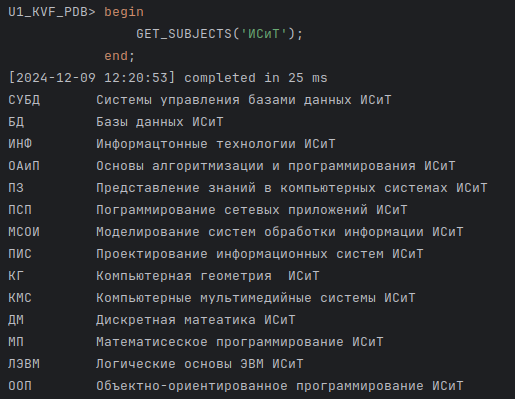 U1_KVF_PDB> begin
GET_SUBJECTS('ИСиТ');
end;
[2024-12-09 12:20:53] completed in 25 ms
СУБД Системы управления базами данных ИСиТ
БД Базы данных ИСиТ
ИНФ Информацтонные технологии ИСиТ
ОАиП Основы алгоритмизации и программирования ИСиТ
ПЗ Представление знаний в компьютерных системах ИСиТ
ПСП Пограммирование сетевых приложений ИСиТ
МСОИ Моделирование систем обработки информации ИСиТ
ПИС Проектирование информационных систем ИСиТ
КГ Компьютерная геометрия  ИСиТ
КМС Компьютерные мультимедийные системы ИСиТ
ДМ Дискретная матеатика ИСиТ
МП Математисеское программирование ИСиТ
ЛЭВМ Логические основы ЭВМ ИСиТ
ООП Объектно-ориентированное программирование ИСиТ